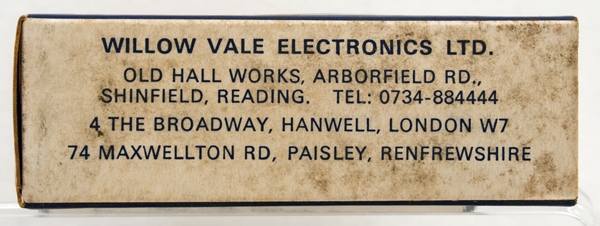 WILLOW VALE ELECTRONICS LTD.
OLD HALL WORKS, ARBORFIELD RD.,
SHINFIELD, READING. TEL: 0734-884444
4 THE BROADWAY, HANWELL, LONDON W7
74 MAXWELLTON RD, PAISLEY, RENFREWSHIRE